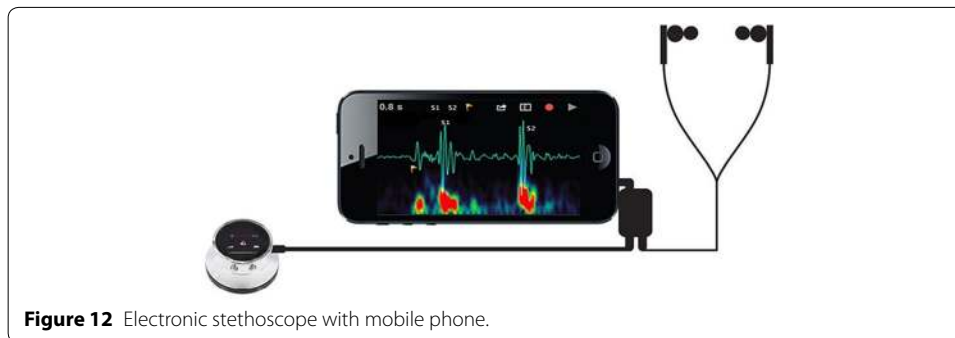 0.8 s S1 S2
S1
S2
Figure 12 Electronic stethoscope with mobile phone.